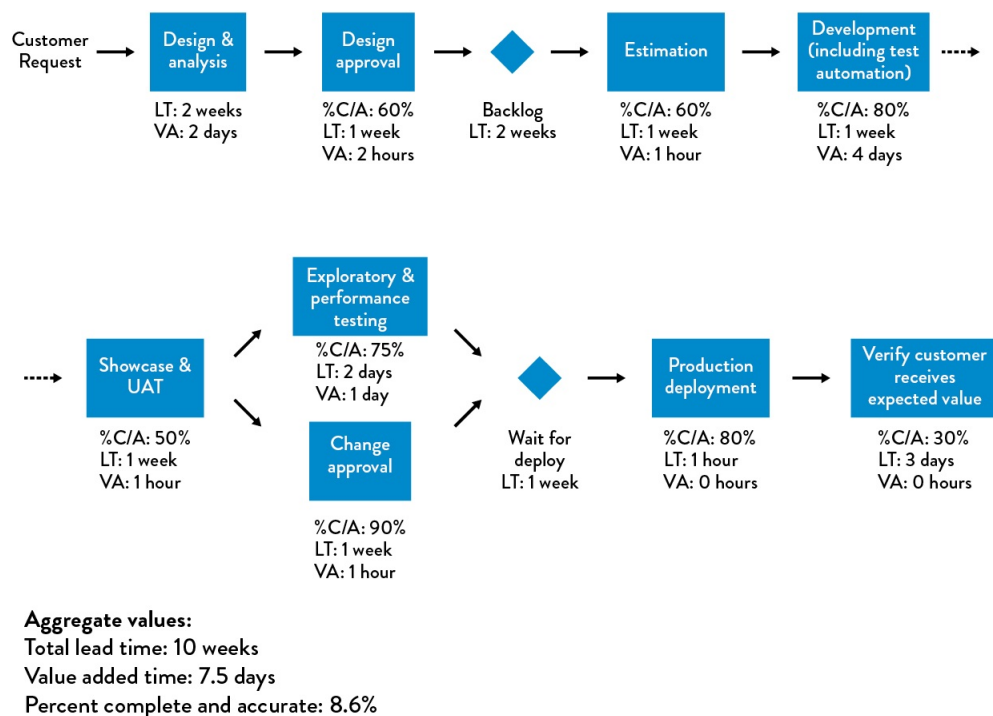 Customer
Request
Design &
analysis
LT: 2 weeks
VA: 2 days
Design
approval
%C/A: 60%
LT: 1 week
VA: 2 hours
Backlog
LT: 2 weeks
Estimation
%C/A: 60%
LT: 1 week
VA: 1 hour
Development
(including test
automation)
%C/A: 80%
LT: 1 week
VA: 4 days
Showcase &
UAT
%C/A: 50%
LT: 1 week
VA: 1 hour
Exploratory &
performance
testing
%C/A: 75%
LT: 2 days
VA: 1 day
Change
approval
%C/A: 90%
LT: 1 week
VA: 1 hour
Wait for
deploy
LT: 1 week
Production
deployment
%C/A: 80%
LT: 1 hour
VA: 0 hours
Verify customer
receives
expected value
%C/A: 30%
LT: 3 days
VA: 0 hours
Aggregate values:
Total lead time: 10 weeks
Value added time: 7.5 days
Percent complete and accurate: 8.6%